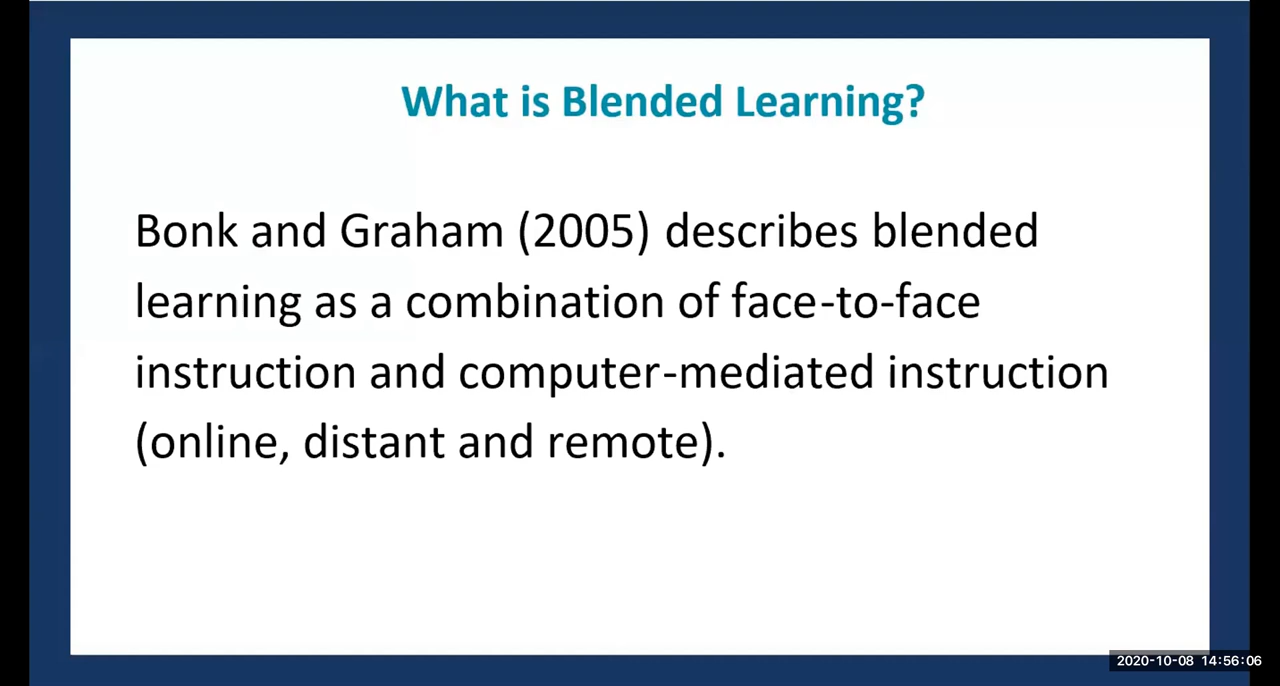 What is Blended Learning?
Bonk and Graham (2005) describes blended
learning as a combination of face-to-face
instruction and computer-mediated instruction
(online, distant and remote).
2020-10-08 14:56:06